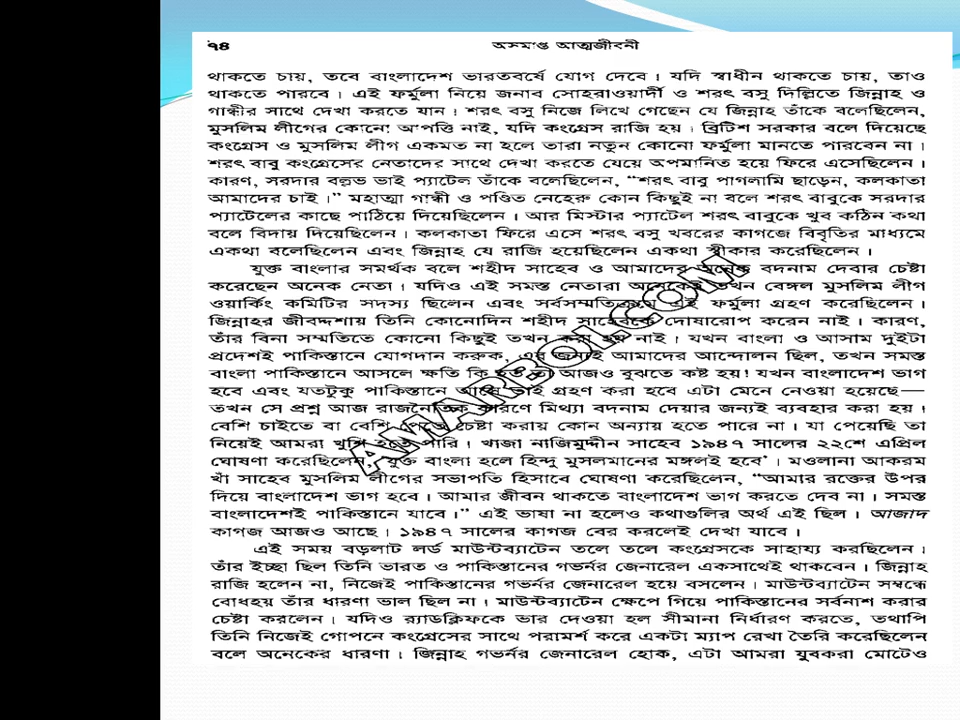 ৭৪
অসমাপ্ত আত্মজীবনী
থাকতে চায়, তবে বাংলাদেশ ভারতবর্ষে যোগ দেবে। যদি স্বাধীন থাকতে চায়, তাও
থাকতে পারবে। এই ফর্মুলা নিয়ে জনাব সোহরাওয়ার্দী ও শরৎ বসু দিল্লিতে জিন্নাহ ও
গান্ধীর সাথে দেখা করতে যান। শরৎ বসু নিজে লিখে গেছেন যে জিন্নাহ তাঁকে বলেছিলেন,
মুসলিম লীগের কোনো আপত্তি নাই, যদি কংগ্রেস রাজি হয়। ব্রিটিশ সরকার বলে দিয়েছে
কংগ্রেস ও মুসলিম লীগ একমত না হলে তারা নতুন কোনো ফর্মুলা মানতে পারবেন না।
শরৎ বাবু কংগ্রেসের নেতাদের সাথে দেখা করতে যেয়ে অপমানিত হয়ে ফিরে এসেছিলেন।
কারণ, সরদার বল্লভ ভাই প্যাটেল তাঁকে বলেছিলেন, “শরৎ বাবু পাগলামি ছাড়েন, কলকাতা
আমাদের চাই।” মহাত্মা গান্ধী ও পণ্ডিত নেহেরু কোন কিছুই না বলে শরৎ বাবুকে সরদার
প্যাটেলের কাছে পাঠিয়ে দিয়েছিলেন। আর মিস্টার প্যাটেল শরৎ বাবুকে খুব কঠিন কথা
বলে বিদায় দিয়েছিলেন। কলকাতা ফিরে এসে শরৎ বসু খবরের কাগজে বিবৃতির মাধ্যমে
একথা বলেছিলেন এবং জিন্নাহ যে রাজি হয়েছিলেন একথা স্বীকার করেছিলেন।
যুক্ত বাংলার সমর্থক বলে শহীদ সাহেব ও আমাদের অনেক বদনাম দেবার চেষ্টা
করেছেন অনেক নেতা। যদিও এই সমস্ত নেতারা অনেকেই তখন বেঙ্গল মুসলিম লীগ
ওয়ার্কিং কমিটির সদস্য ছিলেন এবং সর্বসম্মতিক্রমে এই ফর্মুলা গ্রহণ করেছিলেন।
জিন্নাহর জীবদ্দশায় তিনি কোনোদিন শহীদ সাহেবকে দোষারোপ করেন নাই। কারণ,
তাঁর বিনা সম্মতিতে কোনো কিছুই তখন করা হয় নাই। যখন বাংলা ও আসাম দুইটা
প্রদেশই পাকিস্তানে যোগদান করুক, এর জন্যই আমাদের আন্দোলন ছিল, তখন সমস্ত
বাংলা পাকিস্তানে আসলে ক্ষতি কি হত তা আজও বুঝতে কষ্ট হয়! যখন বাংলাদেশ ভাগ
হবে এবং যতটুকু পাকিস্তানে আসে তাই গ্রহণ করা হবে এটা মেনে নেওয়া হয়েছে—
তখন সে প্রশ্ন আজ রাজনৈতিক কারণে মিথ্যা বদনাম দেয়ার জন্যই ব্যবহার করা হয়।
বেশি চাইতে বা বেশি পেতে চেষ্টা করায় কোন অন্যায় হতে পারে না। যা পেয়েছি তা
নিয়েই আমরা খুশি হতে পারি। খাজা নাজিমুদ্দীন সাহেব ১৯৪৭ সালের ২২শে এপ্রিল
ঘোষণা করেছিলেন, ‘যুক্ত বাংলা হলে হিন্দু মুসলমানের মঙ্গলই হবে’। মওলানা আকরম
খাঁ সাহেব মুসলিম লীগের সভাপতি হিসাবে ঘোষণা করেছিলেন, “আমার রক্তের উপর
দিয়ে বাংলাদেশ ভাগ হবে। আমার জীবন থাকতে বাংলাদেশ ভাগ করতে দেব না। সমস্ত
বাংলাদেশই পাকিস্তানে যাবে।” এই ভাষা না হলেও কথাগুলির অর্থ এই ছিল। আজাদ
কাগজ আজও আছে। ১৯৪৭ সালের কাগজ বের করলেই দেখা যাবে।
এই সময় বড়লাট লর্ড মাউন্টব্যাটেন তলে তলে কংগ্রেসকে সাহায্য করছিলেন।
তাঁর ইচ্ছা ছিল তিনি ভারত ও পাকিস্তানের গভর্নর জেনারেল একসাথেই থাকবেন। জিন্নাহ
রাজি হলেন না, নিজেই পাকিস্তানের গভর্নর জেনারেল হয়ে বসলেন। মাউন্টব্যাটেন সম্বন্ধে
বোধহয় তাঁর ধারণা ভাল ছিল না। মাউন্টব্যাটেন ক্ষেপে গিয়ে পাকিস্তানের সর্বনাশ করার
চেষ্টা করলেন। যদিও র‍্যাডক্লিফকে ভার দেওয়া হল সীমানা নির্ধারণ করতে, তথাপি
তিনি নিজেই গোপনে কংগ্রেসের সাথে পরামর্শ করে একটা ম্যাপ রেখা তৈরি করেছিলেন
বলে অনেকের ধারণা। জিন্নাহ গভর্নর জেনারেল হোক, এটা আমরা যুবকরা মোটেও
AMARBOI.COM